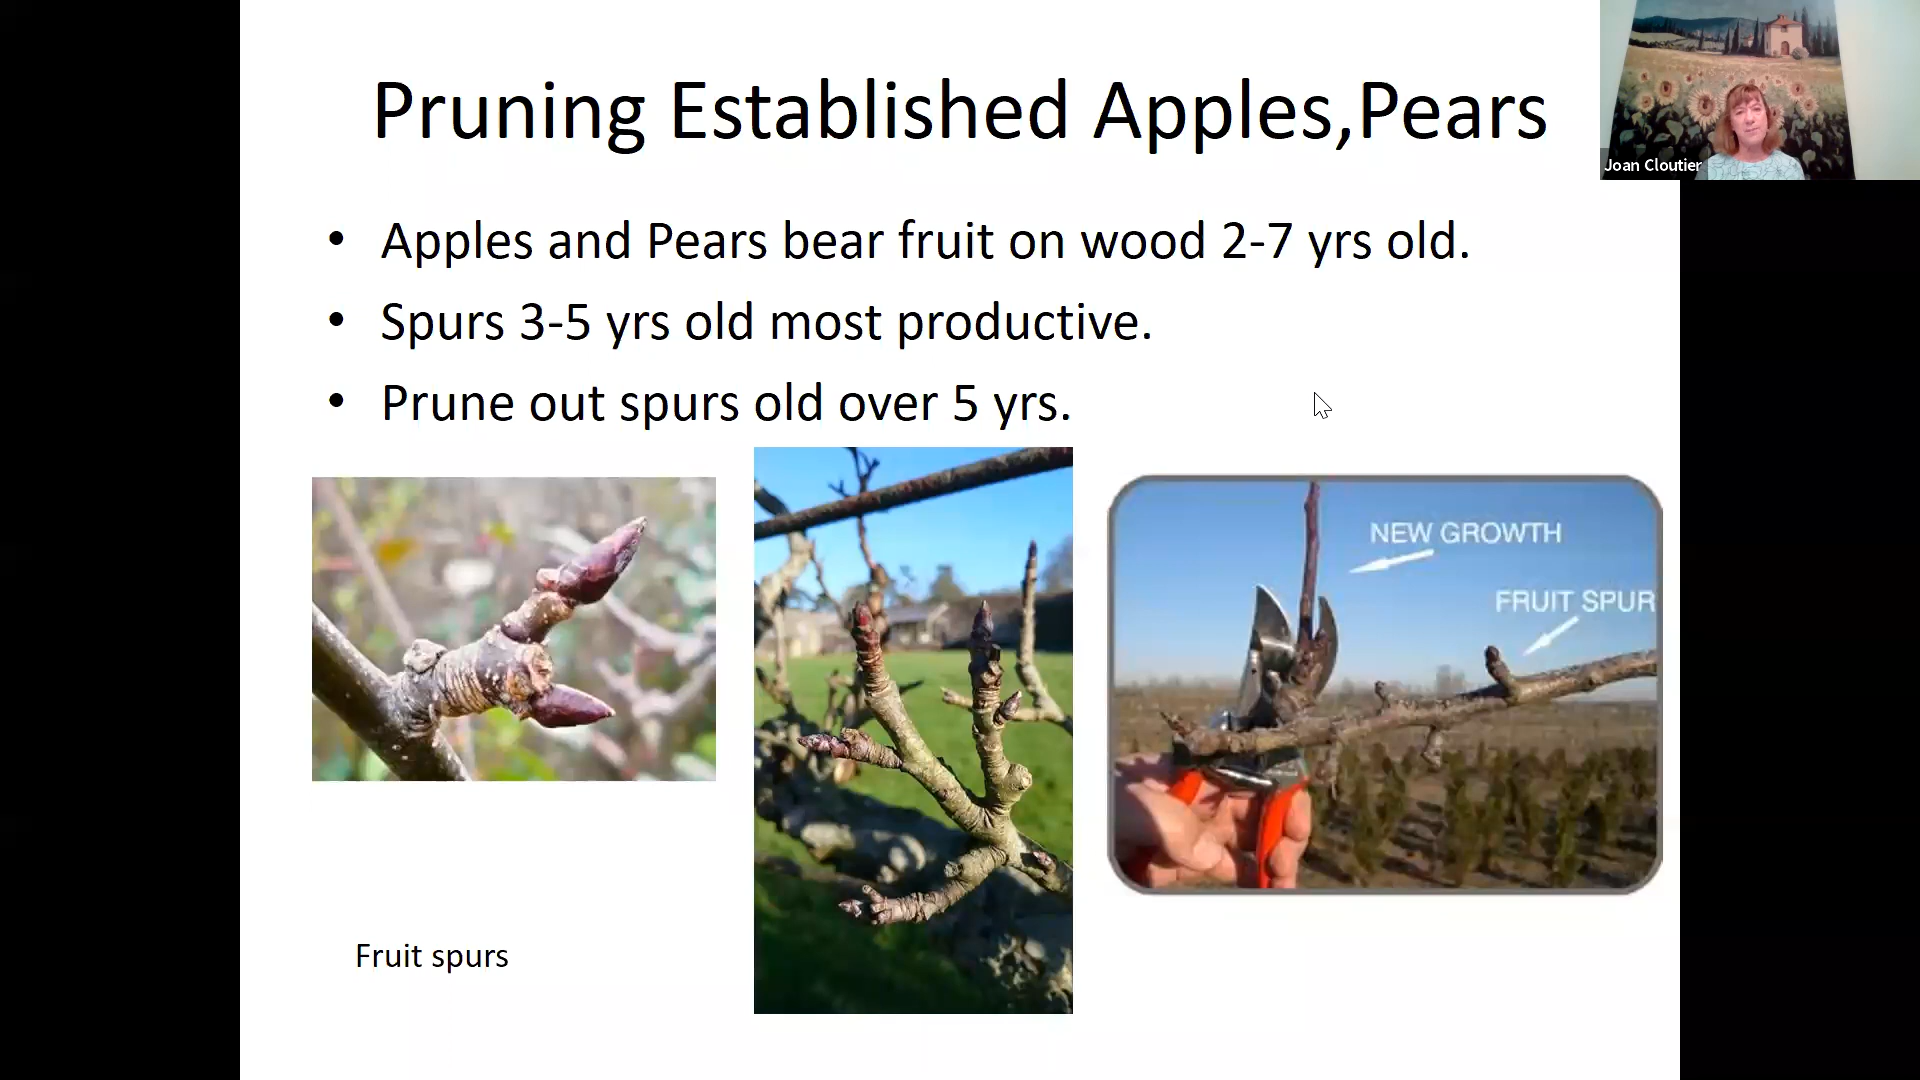 Pruning Established Apples,Pears
Joan Cloutier
• Apples and Pears bear fruit on wood 2-7 yrs old.
• Spurs 3-5 yrs old most productive.
• Prune out spurs old over 5 yrs.
NEW GROWTH
FRUIT SPUR
Fruit spurs